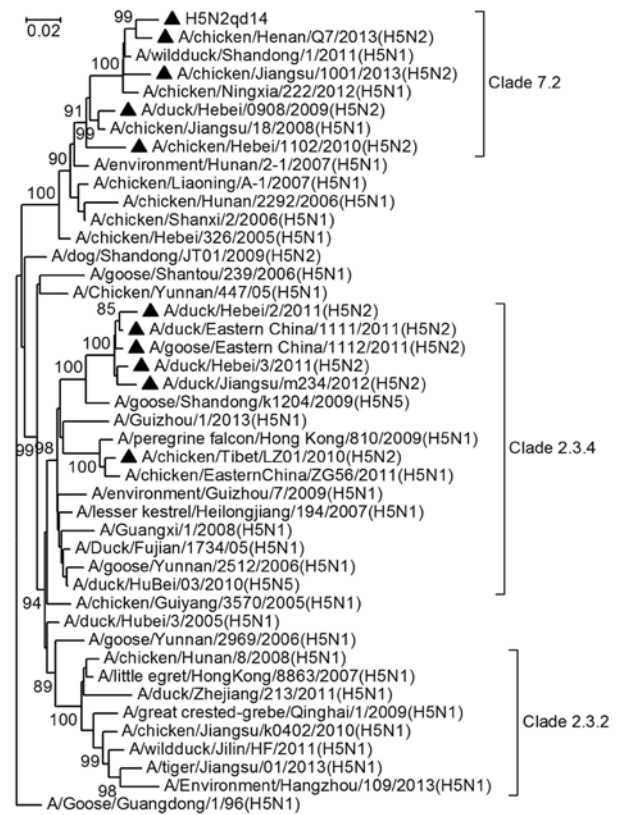 99
H5N2qd14
0.02
A/chicken/Henan/Q7/2013(H5N2)
A/wildduck/Shandong/1/2011(H5N1)
100
A/chicken/Jiangsu/1001/2013(H5N2)
Clade 7.2
A/chicken/Ningxia/222/2012(H5N1)
91
A/duck/Hebei/0908/2009(H5N2)
99
A/chicken/Jiangsu/18/2008(H5N1)
A/chicken/Hebei/1102/2010(H5N2)
90
A/environment/Hunan/2-1/2007(H5N1)
A/chicken/Liaoning/A-1/2007(H5N1)
100
A/chicken/Hunan/2292/2006(H5N1)
A/chicken/Shanxi/2/2006(H5N1)
A/chicken/Hebei/326/2005(H5N1)
A/dog/Shandong/JT01/2009(H5N2)
A/goose/Shantou/239/2006(H5N1)
A/Chicken/Yunnan/447/05(H5N1)
85
A/duck/Hebei/2/2011(H5N2)
A/duck/Eastern China/1111/2011(H5N2)
100
A/goose/Eastern China/1112/2011(H5N2)
A/duck/Hebei/3/2011(H5N2)
A/duck/Jiangsu/m234/2012(H5N2)
A/goose/Shandong/k1204/2009(H5N5)
A/Guizhou/1/2013(H5N1)
A/peregrine falcon/Hong Kong/810/2009(H5N1)
Clade 2.3.4
99
98
A/chicken/Tibet/LZ01/2010(H5N2)
100
A/chicken/EasternChina/ZG56/2011(H5N1)
A/environment/Guizhou/7/2009(H5N1)
A/lesser kestrel/Heilongjiang/194/2007(H5N1)
A/Guangxi/1/2008(H5N1)
A/Duck/Fujian/1734/05(H5N1)
A/goose/Yunnan/2512/2006(H5N1)
A/duck/HuBei/03/2010(H5N5)
94
A/chicken/Guiyang/3570/2005(H5N1)
A/duck/Hubei/3/2005(H5N1)
A/goose/Yunnan/2969/2006(H5N1)
A/chicken/Hunan/8/2008(H5N1)
A/little egret/HongKong/8863/2007(H5N1)
89
A/duck/Zhejiang/213/2011(H5N1)
100
A/great crested-grebe/Qinghai/1/2009(H5N1)
Clade 2.3.2
A/chicken/Jiangsu/k0402/2010(H5N1)
A/wildduck/Jilin/HF/2011(H5N1)
99
A/tiger/Jiangsu/01/2013(H5N1)
A/Environment/Hangzhou/109/2013(H5N1)
98
A/Goose/Guangdong/1/96(H5N1)